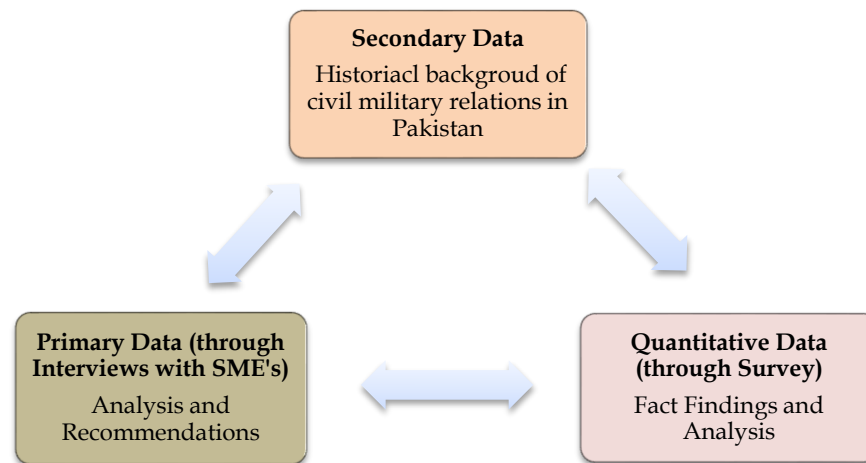 Secondary Data
Historiacl backgroud of
civil military relations in
Pakistan
Primary Data (through
Interviews with SME's)
Analysis and
Recommendations
Quantitative Data
(through Survey)
Fact Findings and
Analysis